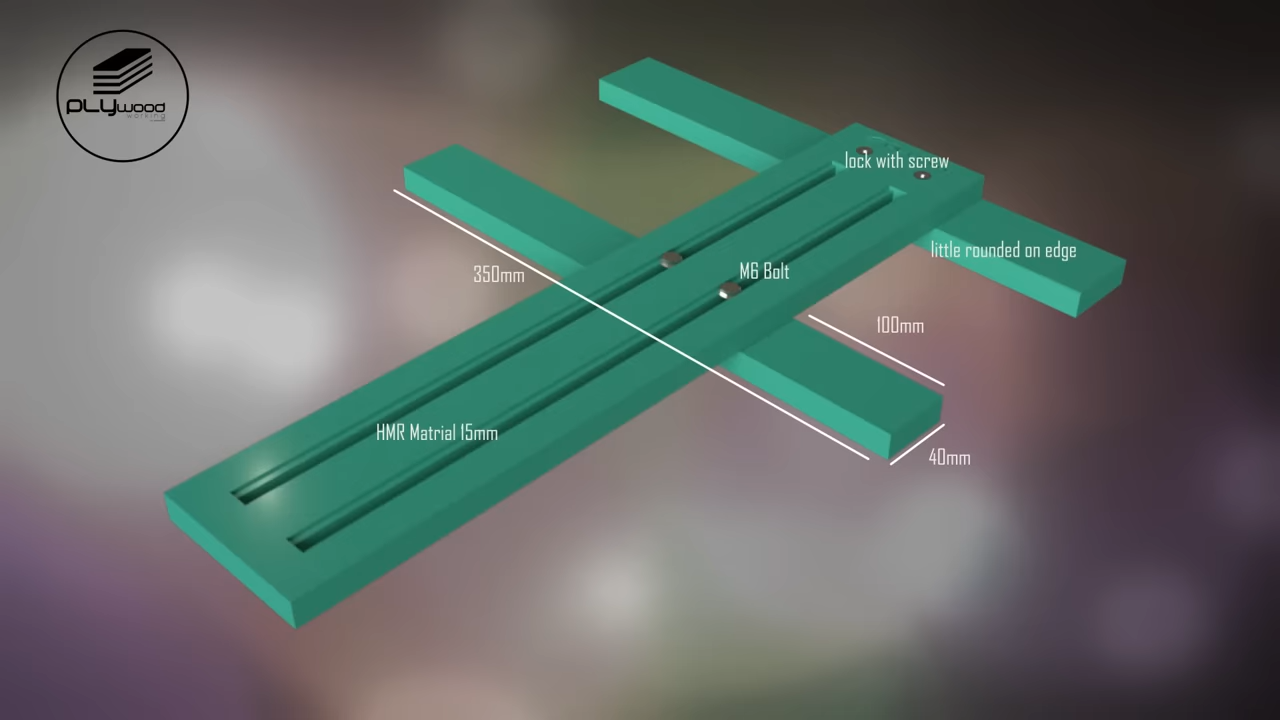 PLYwood
working
lock with screw
little rounded on edge
M6 Bolt
350mm
100mm
HMR Matrial 15mm
40mm